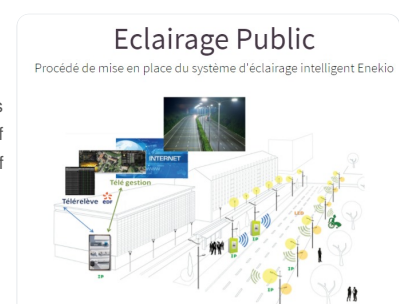 Eclairage Public
Procédé de mise en place du système d'éclairage intelligent Enekio
s
f
f
INTERNET
Télé gestion
Télérelève
EDF
IP
IP
IP
IP
IP
LED